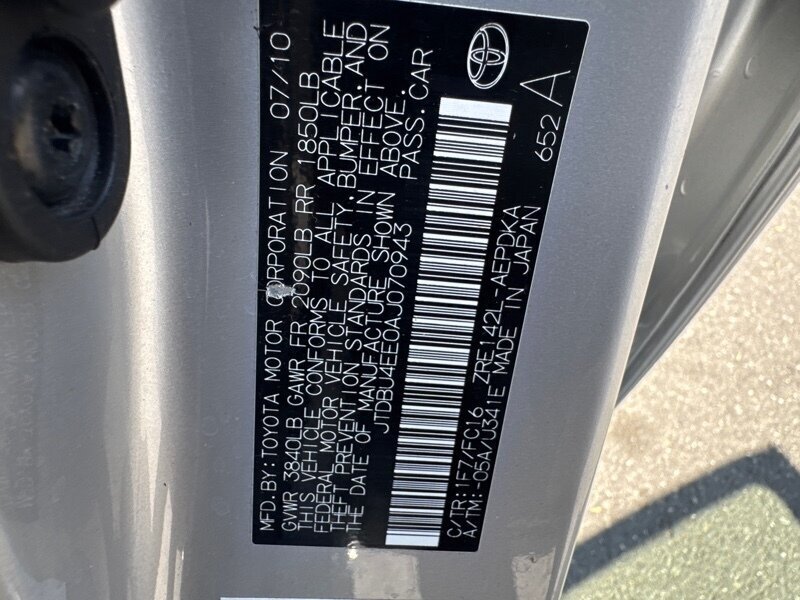 MFD.BY:TOYOTA MOTOR CORPORATION 07/10
GVWR 3840LB GAWR FR 2090LB RR 1850LB
THIS VEHICLE CONFORMS TO ALL APPLICABLE
FEDERAL MOTOR VEHICLE SAFETY, BUMPER, AND
THEFT PREVENTION STANDARDS IN EFFECT ON
THE DATE OF MANUFACTURE SHOWN ABOVE.
JTDBU4EE0AJ070943 PASS.CAR
C/TR:1F7/FC16 ZRE142L-AEPDKA
A/TM:-05A/U341E MADE IN JAPAN
652 A